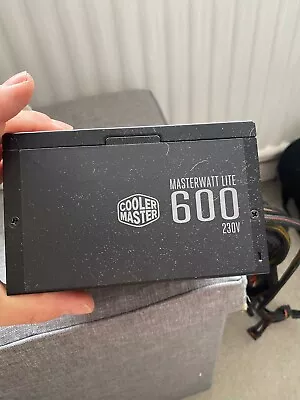 COOLER
MASTER
MASTERWATT LITE
600
230V